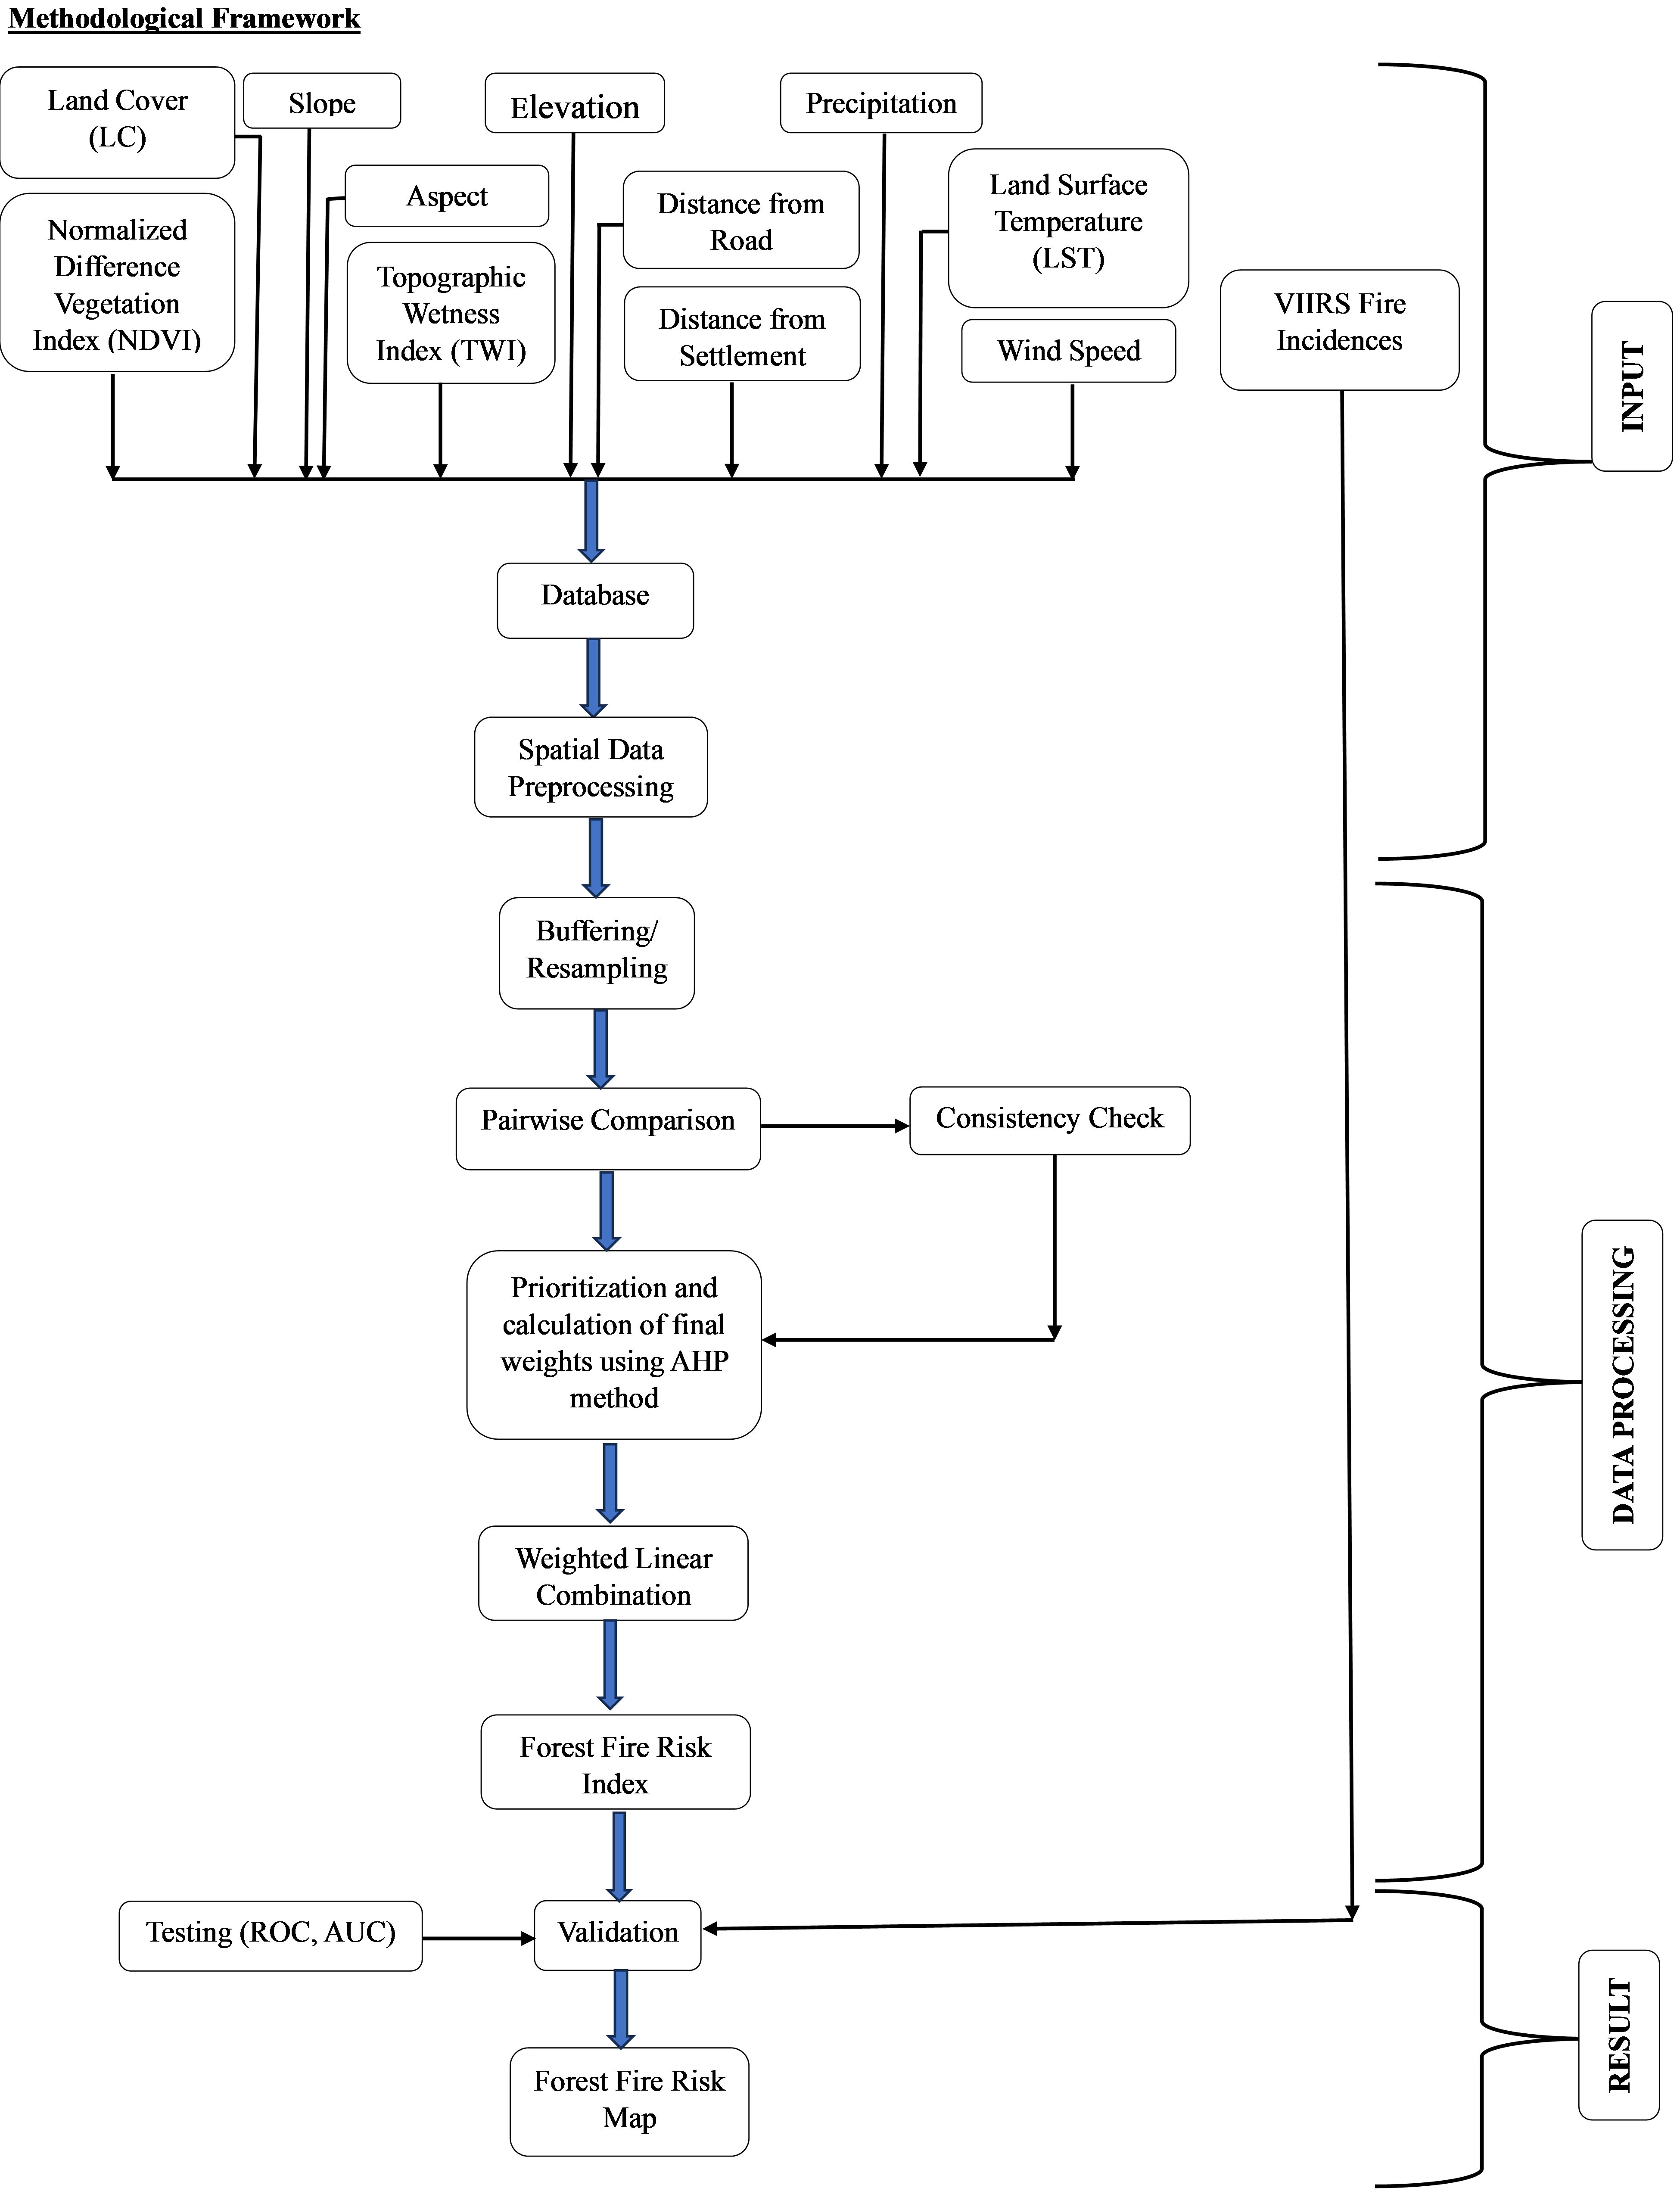 Methodological Framework
Land Cover
(LC)
Slope
Elevation
Precipitation
Normalized
Difference
Vegetation
Index (NDVI)
Aspect
Topographic
Wetness
Index (TWI)
Distance from
Road
Distance from
Settlement
Land Surface
Temperature
(LST)
Wind Speed
VIIRS Fire
Incidences
INPUT
Database
Spatial Data
Preprocessing
Buffering/
Resampling
Pairwise Comparison
Consistency Check
Prioritization and
calculation of final
weights using AHP
method
DATA PROCESSING
Weighted Linear
Combination
Forest Fire Risk
Index
Testing (ROC, AUC)
Validation
RESULT
Forest Fire Risk
Map